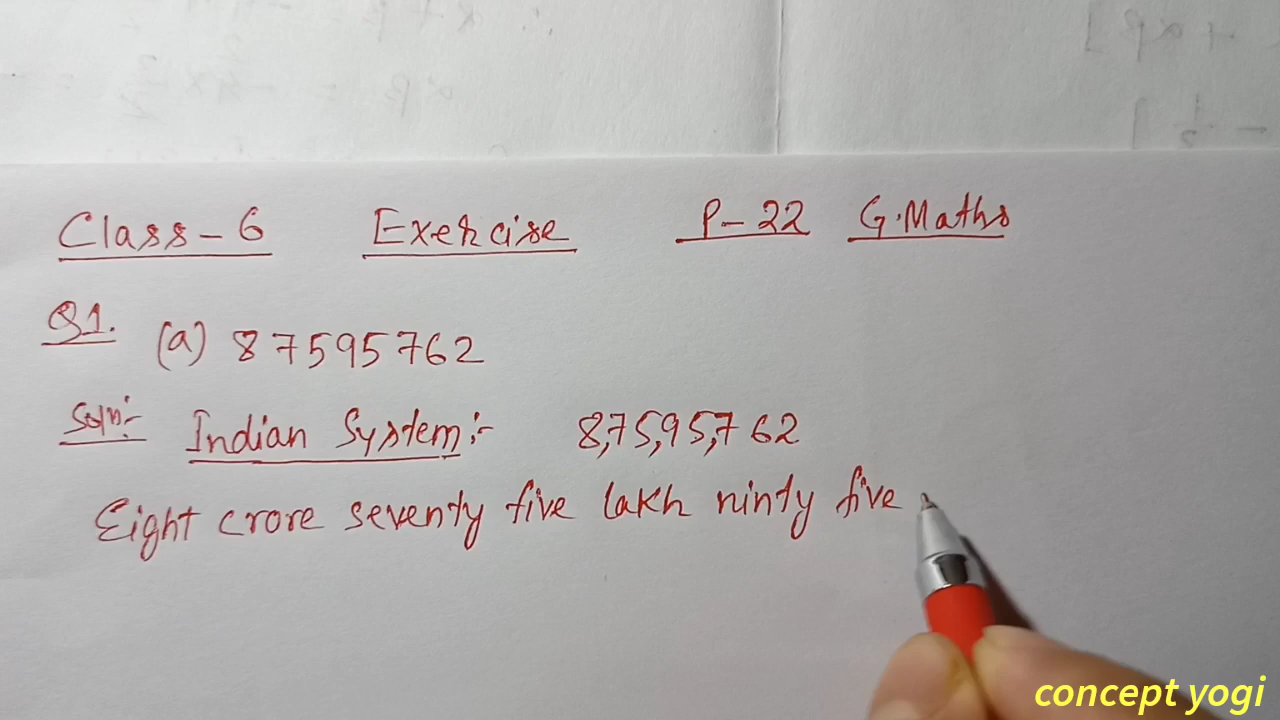 Class-6 Exercise P-22 G.Maths
Q1. (a) 87595762
Soln:- Indian System:- 8,75,95,762
Eight crore seventy five lakh ninty five
concept yogi